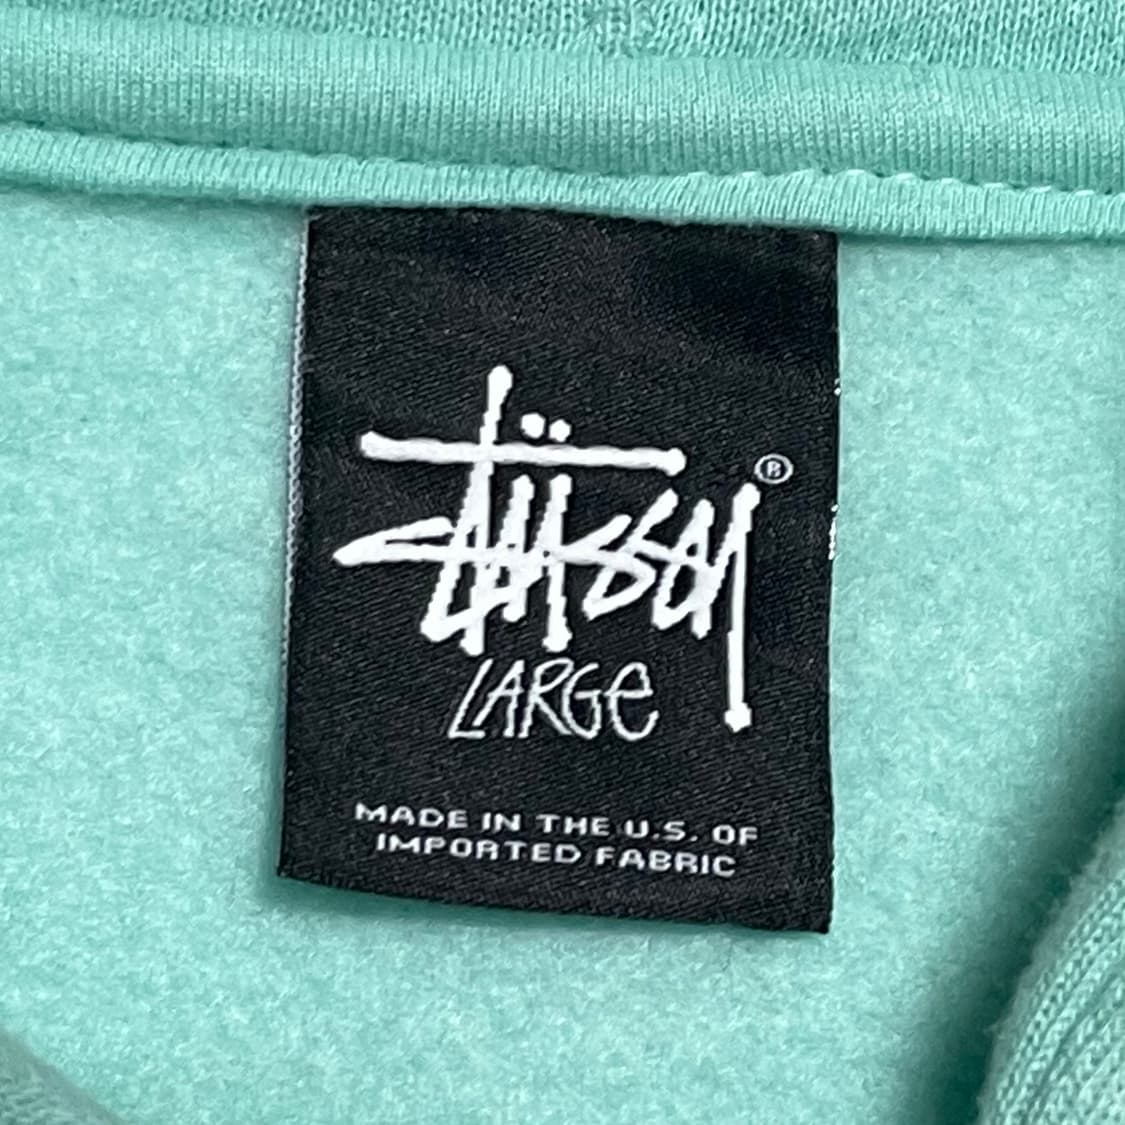 Stüssy®
LARGe
MADE IN THE U.S. OF
IMPORTED FABRIC